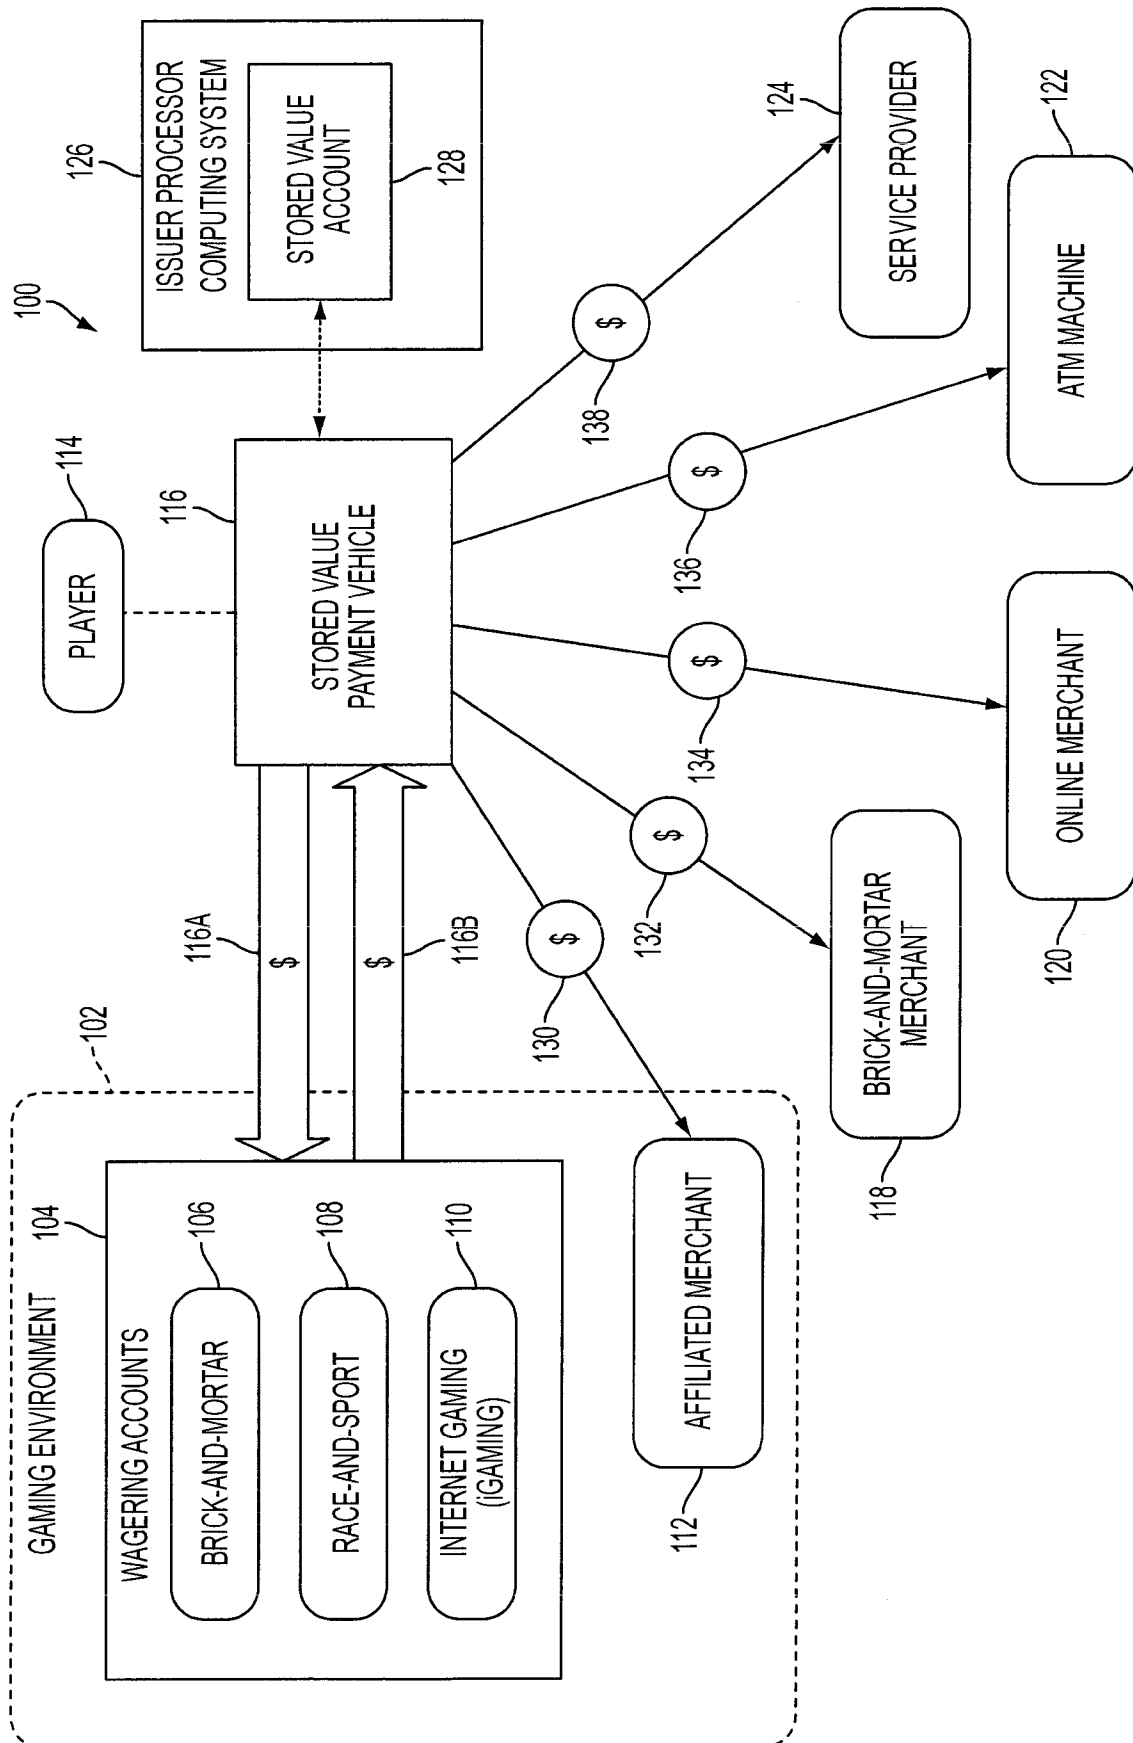 100
PLAYER
114
116
STORED VALUE
PAYMENT VEHICLE
126
ISSUER PROCESSOR
COMPUTING SYSTEM
STORED VALUE
ACCOUNT
128
102
GAMING ENVIRONMENT
104
WAGERING ACCOUNTS
BRICK-AND-MORTAR
106
RACE-AND-SPORT
108
INTERNET GAMING
(iGAMING)
110
116A
$
$
116B
AFFILIATED MERCHANT
112
$
130
$
132
$
134
$
136
$
138
BRICK-AND-MORTAR
MERCHANT
118
ONLINE MERCHANT
120
ATM MACHINE
122
SERVICE PROVIDER
124